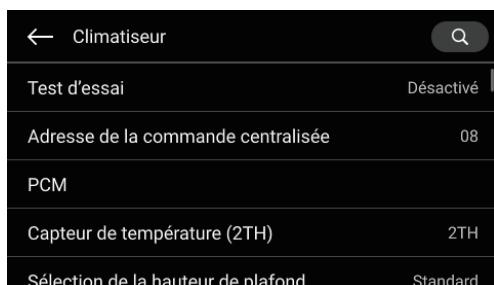 Climatiseur
Test d’essai Désactivé
Adresse de la commande centralisée 08
PCM
Capteur de température (2TH) 2TH
Sélection de la hauteur de plafond Standard